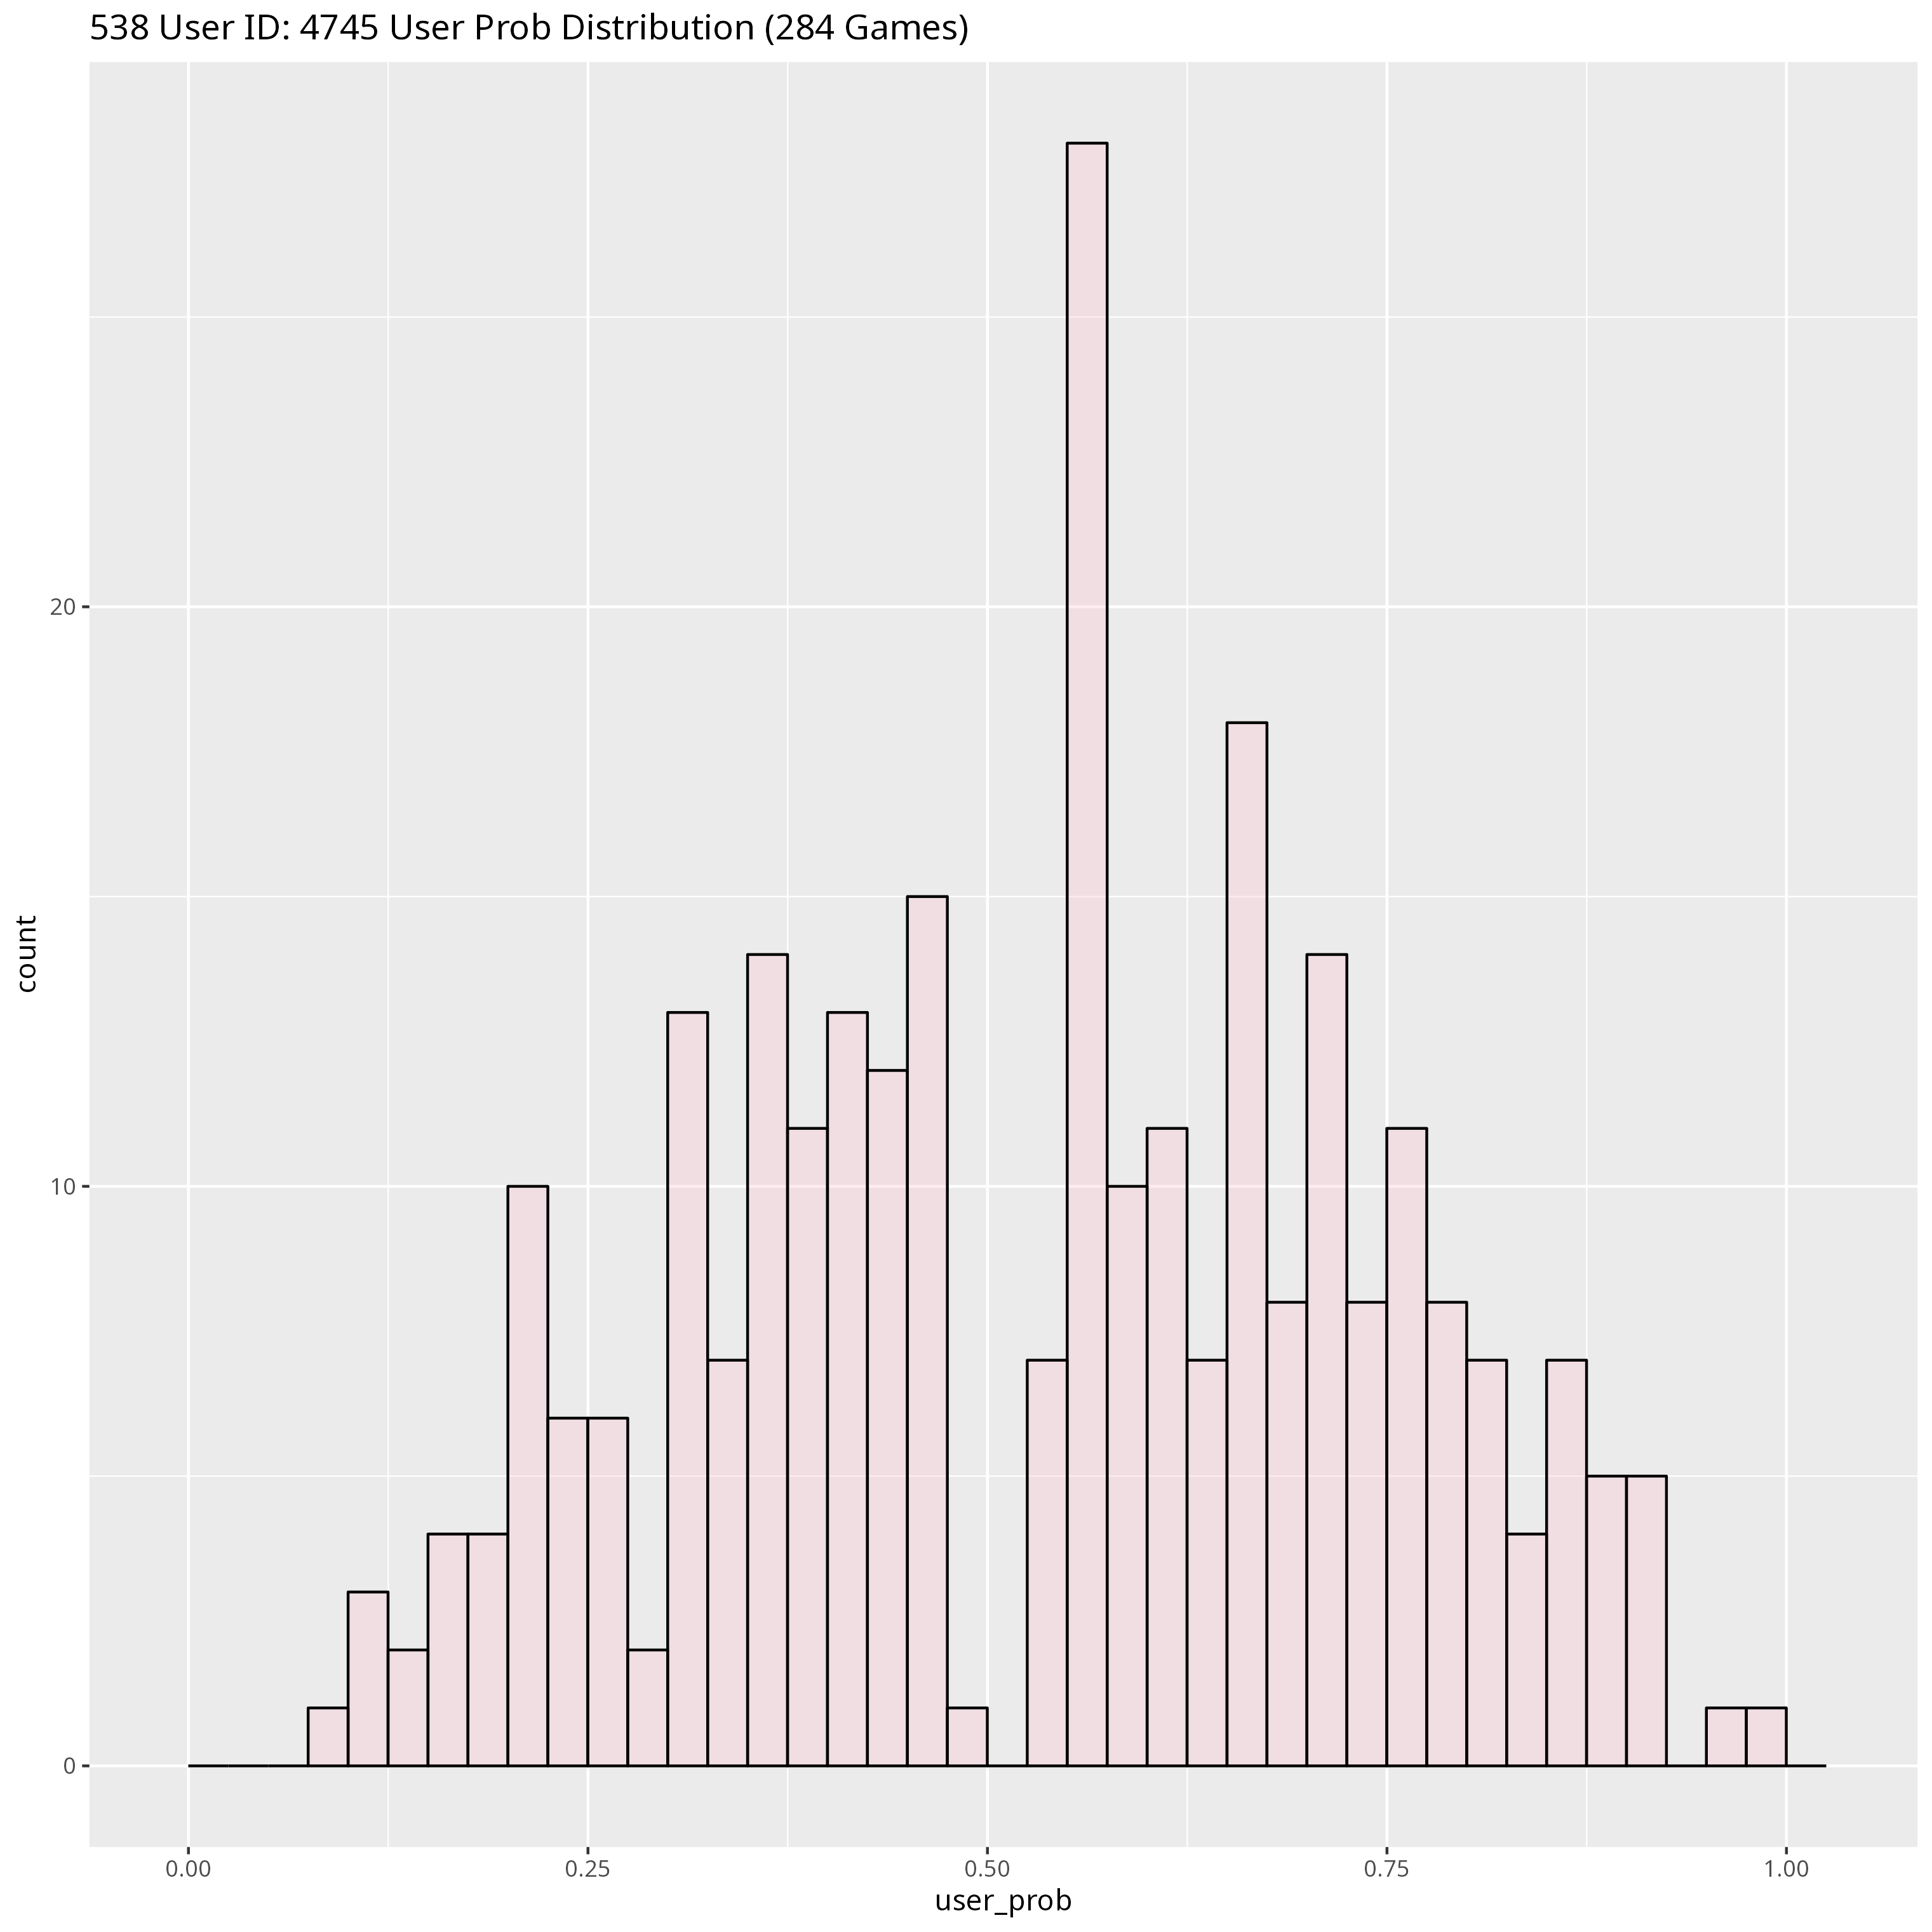 538 User ID: 4745 User Prob Distribution (284 Games)
count
20
10
0
0.00 0.25 0.50 0.75 1.00
user_prob